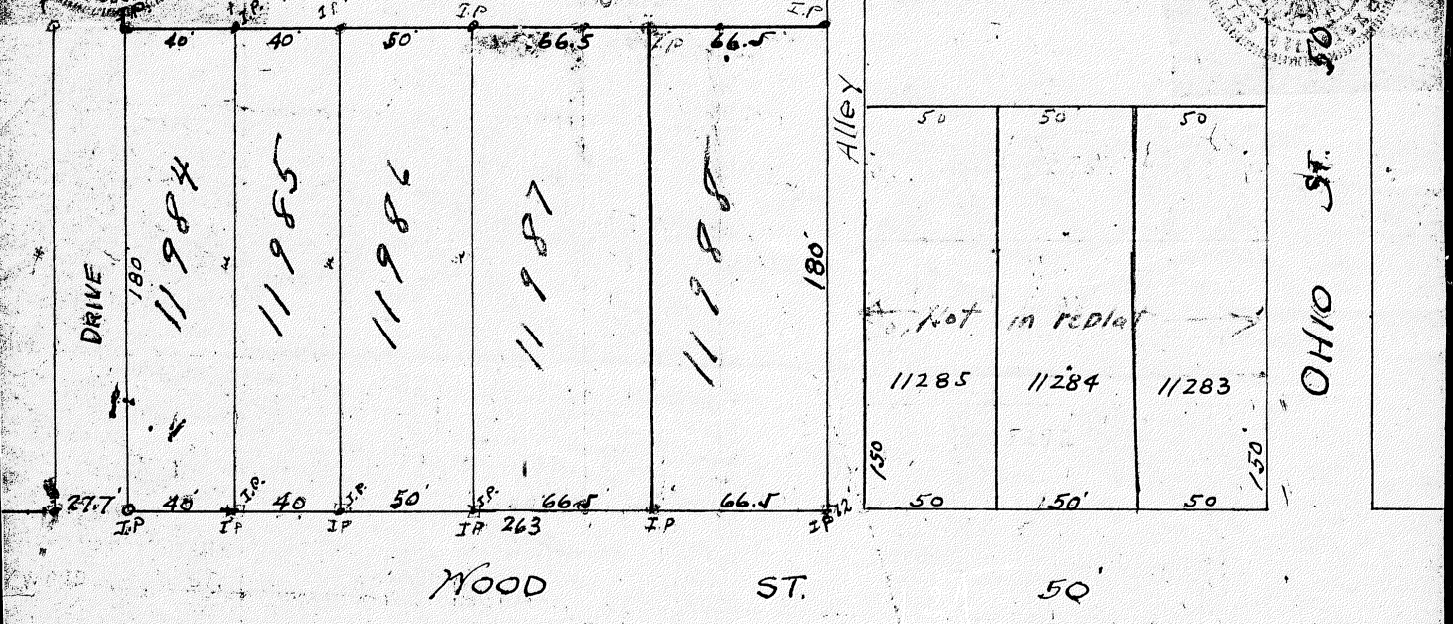 I.P. I.P. I.P. I.P I.P
40' 40' 50' 66.5 I.P 66.5'
50
Alley
50 50' 50
11984
11985
11986
11987
11988
180'
180'
DRIVE
OHIO ST.
Not in replat
11285 11284 11283
150
150'
27.7' 40' I.P. 40 I.P. 50' I.P. 66.5 66.5 12'
50 50' 50
I.P I.P I.P I.P 263 I.P I.P
WOOD ST. 50'